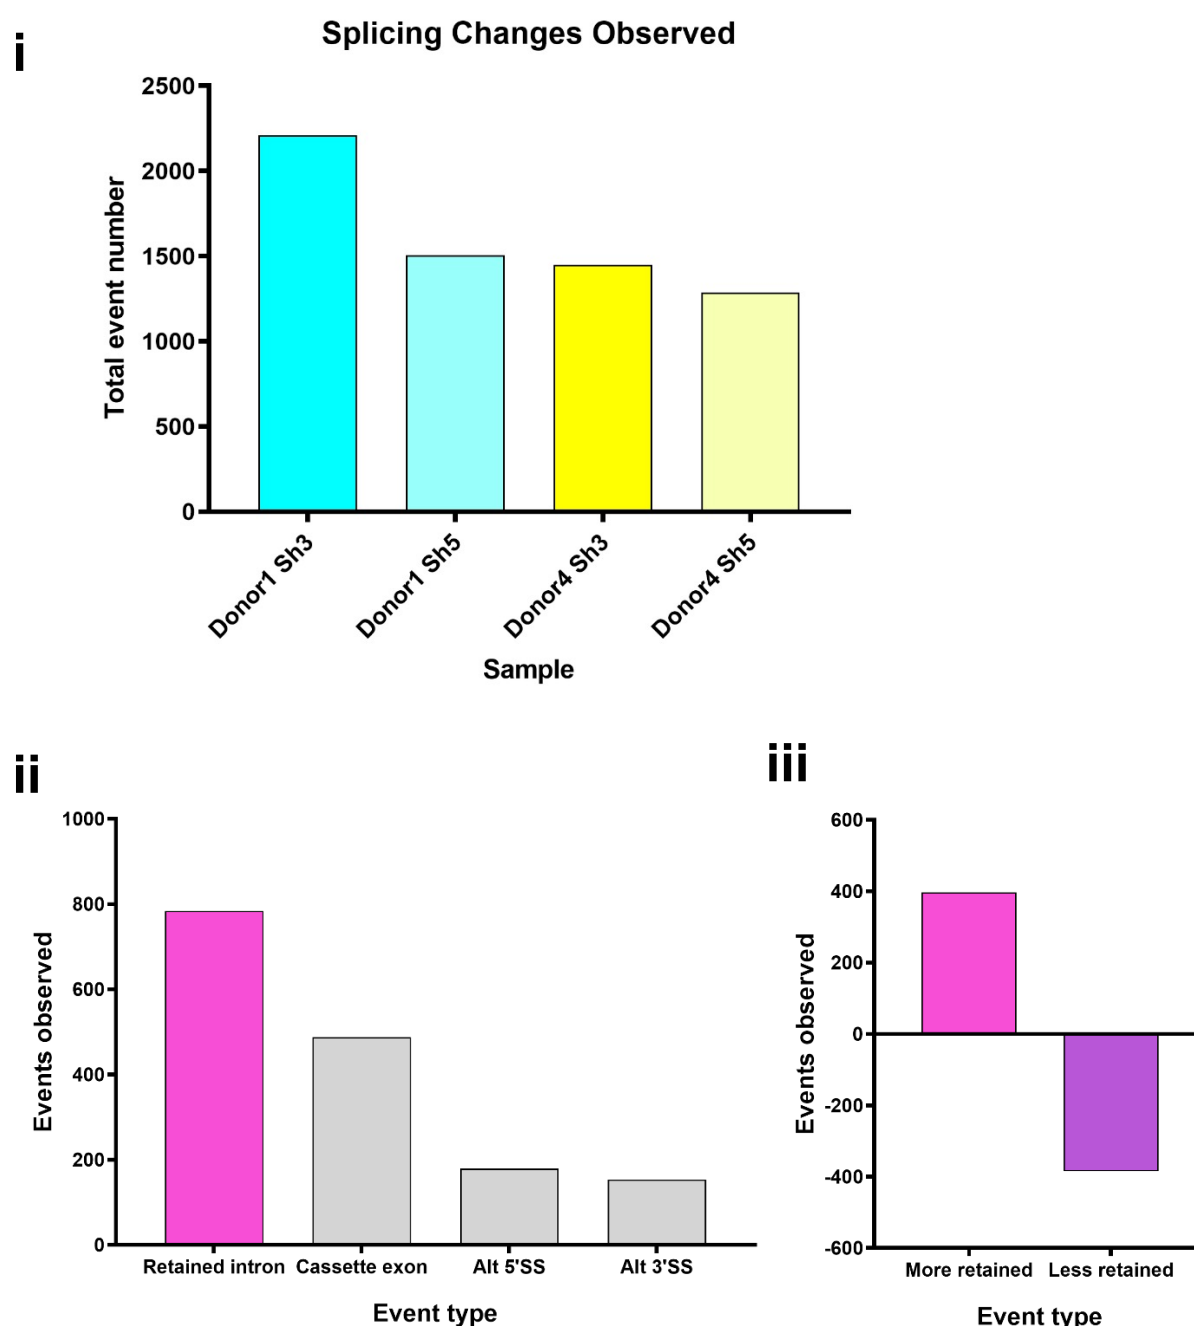 i
Splicing Changes Observed
2500
2000
1500
1000
500
0
Total event number
Donor1 Sh3
Donor1 Sh5
Donor4 Sh3
Donor4 Sh5
Sample
ii
1000
800
600
400
200
0
Events observed
Retained intron
Cassette exon
Alt 5'SS
Alt 3'SS
Event type
iii
600
400
200
0
-200
-400
-600
Events observed
More retained
Less retained
Event type